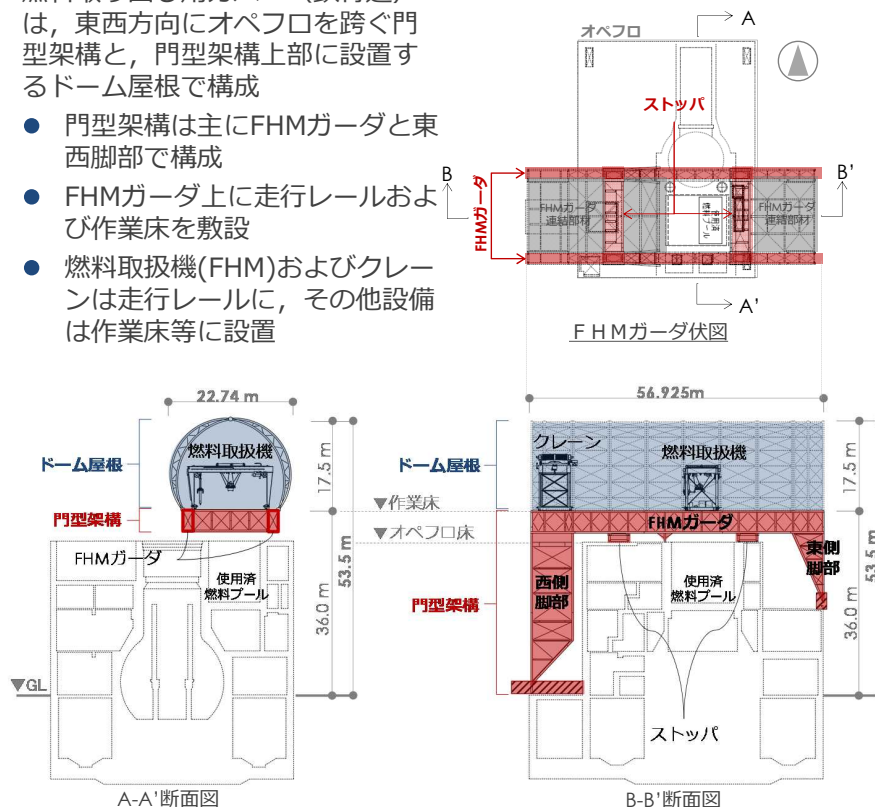 は，東西方向にオペフロを跨ぐ門
型架構と，門型架構上部に設置す
るドーム屋根で構成
● 門型架構は主にFHMガーダと東
西脚部で構成
● FHMガーダ上に走行レールおよ
び作業床を敷設
● 燃料取扱機(FHM)およびクレー
ンは走行レールに，その他設備
は作業床等に設置
オペフロ
A
ストッパ
B
B'
FHMガーダ
FHMガーダ
連結部材
使用済
燃料プール
FHMガーダ
連結部材
A'
ＦＨＭガーダ伏図
22.74 m
ドーム屋根
燃料取扱機
17.5 m
門型架構
FHMガーダ
使用済
燃料プール
53.5 m
36.0 m
▼GL
A-A'断面図
▼作業床
▼オペフロ床
56.925m
ドーム屋根
クレーン
燃料取扱機
17.5 m
FHMガーダ
門型架構
西側
脚部
使用済
燃料プール
東側
脚部
53.5 m
36.0 m
ストッパ
B-B'断面図